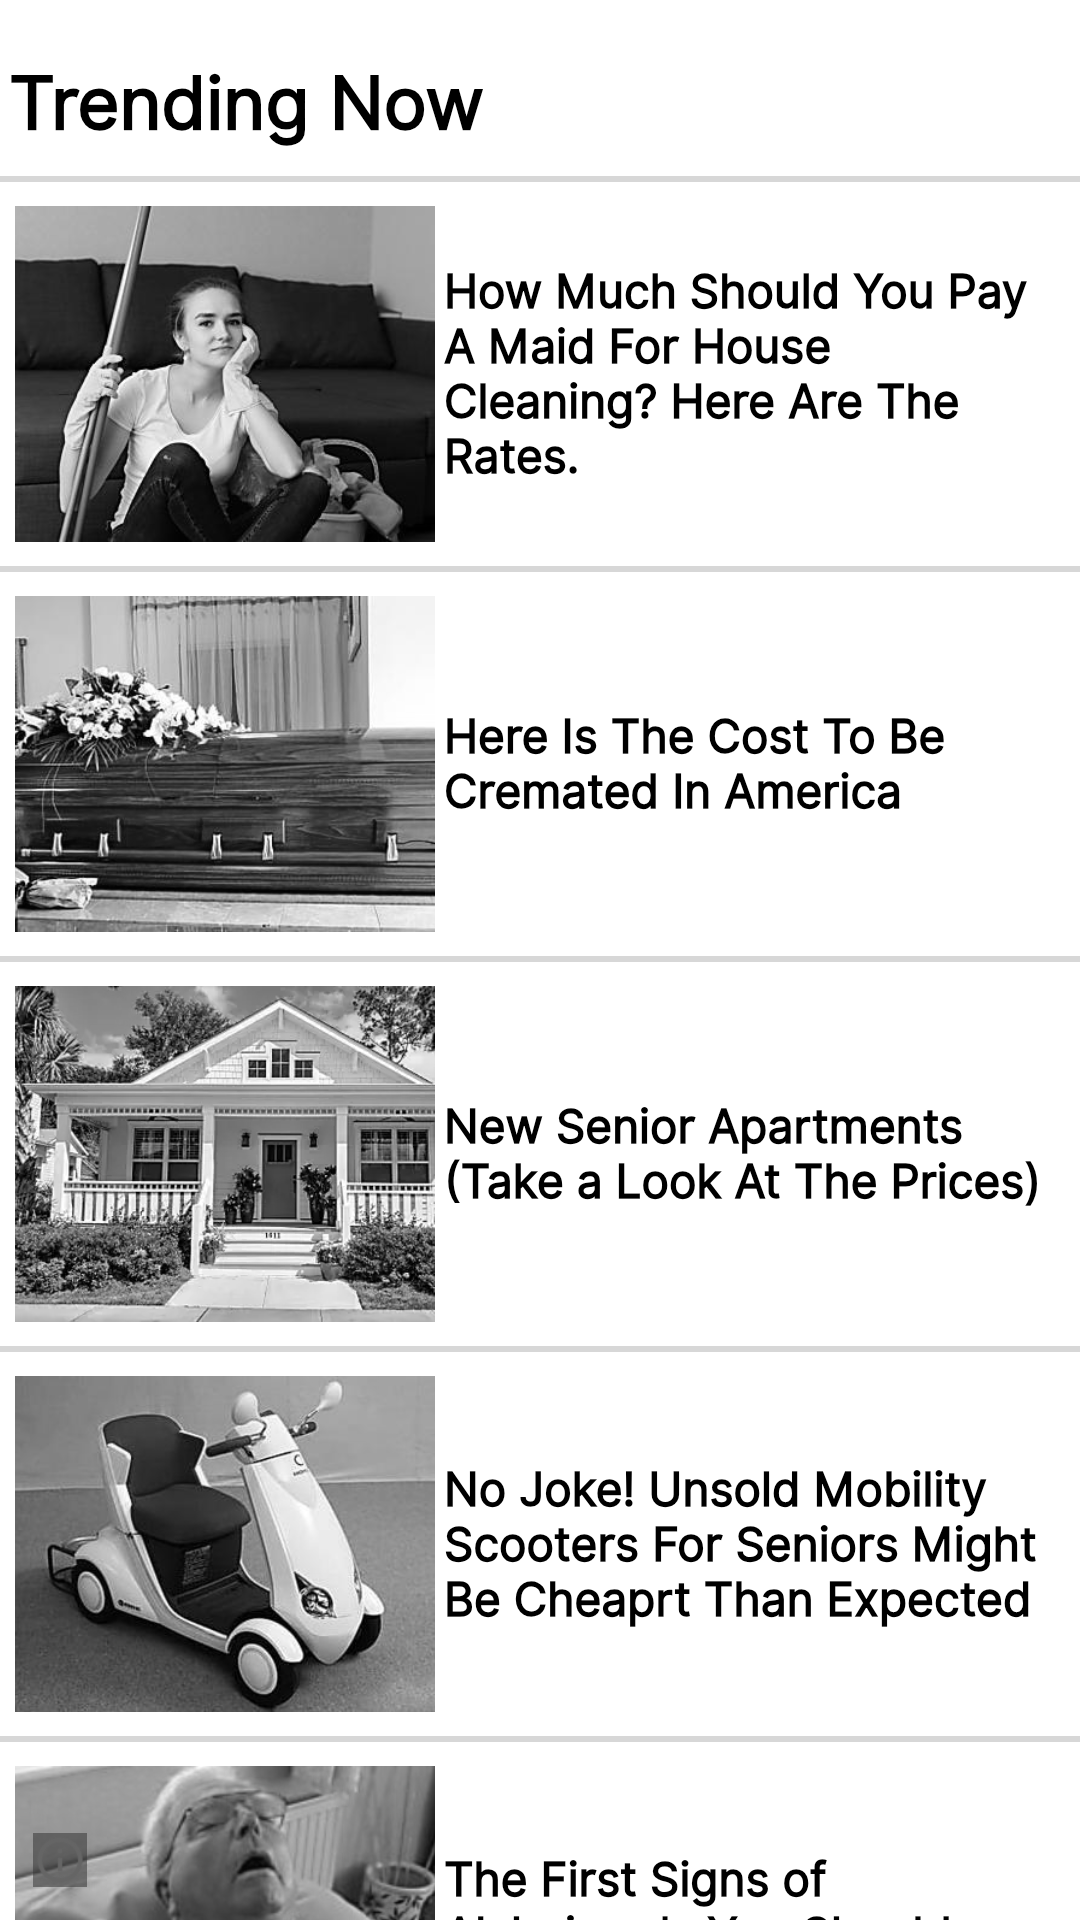 Trending Now
How Much Should You Pay
A Maid For House
Cleaning? Here Are The
Rates.
Here Is The Cost To Be
Cremated In America
New Senior Apartments
(Take a Look At The Prices)
1411
No Joke! Unsold Mobility
Scooters For Seniors Might
Be Cheaprt Than Expected
The First Signs of